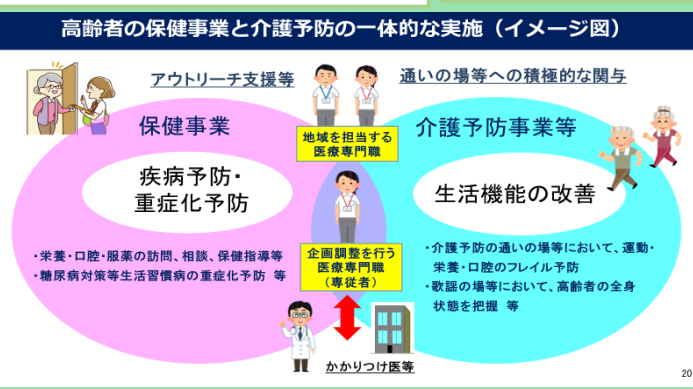 高齢者の保健事業と介護予防の一体的な実施（イメージ図）
アウトリーチ支援等
通いの場等への積極的な関与
保健事業
地域を担当する
医療専門職
介護予防事業等
疾病予防・
重症化予防
生活機能の改善
・栄養・口腔・服薬の訪問、相談、保健指導等
・糖尿病対策等生活習慣病の重症化予防 等
企画調整を行う
医療専門職
（専従者）
・介護予防の通いの場等において、運動・
栄養・口腔のフレイル予防
・歌謡の場等において、高齢者の全身
状態を把握 等
かかりつけ医等
20